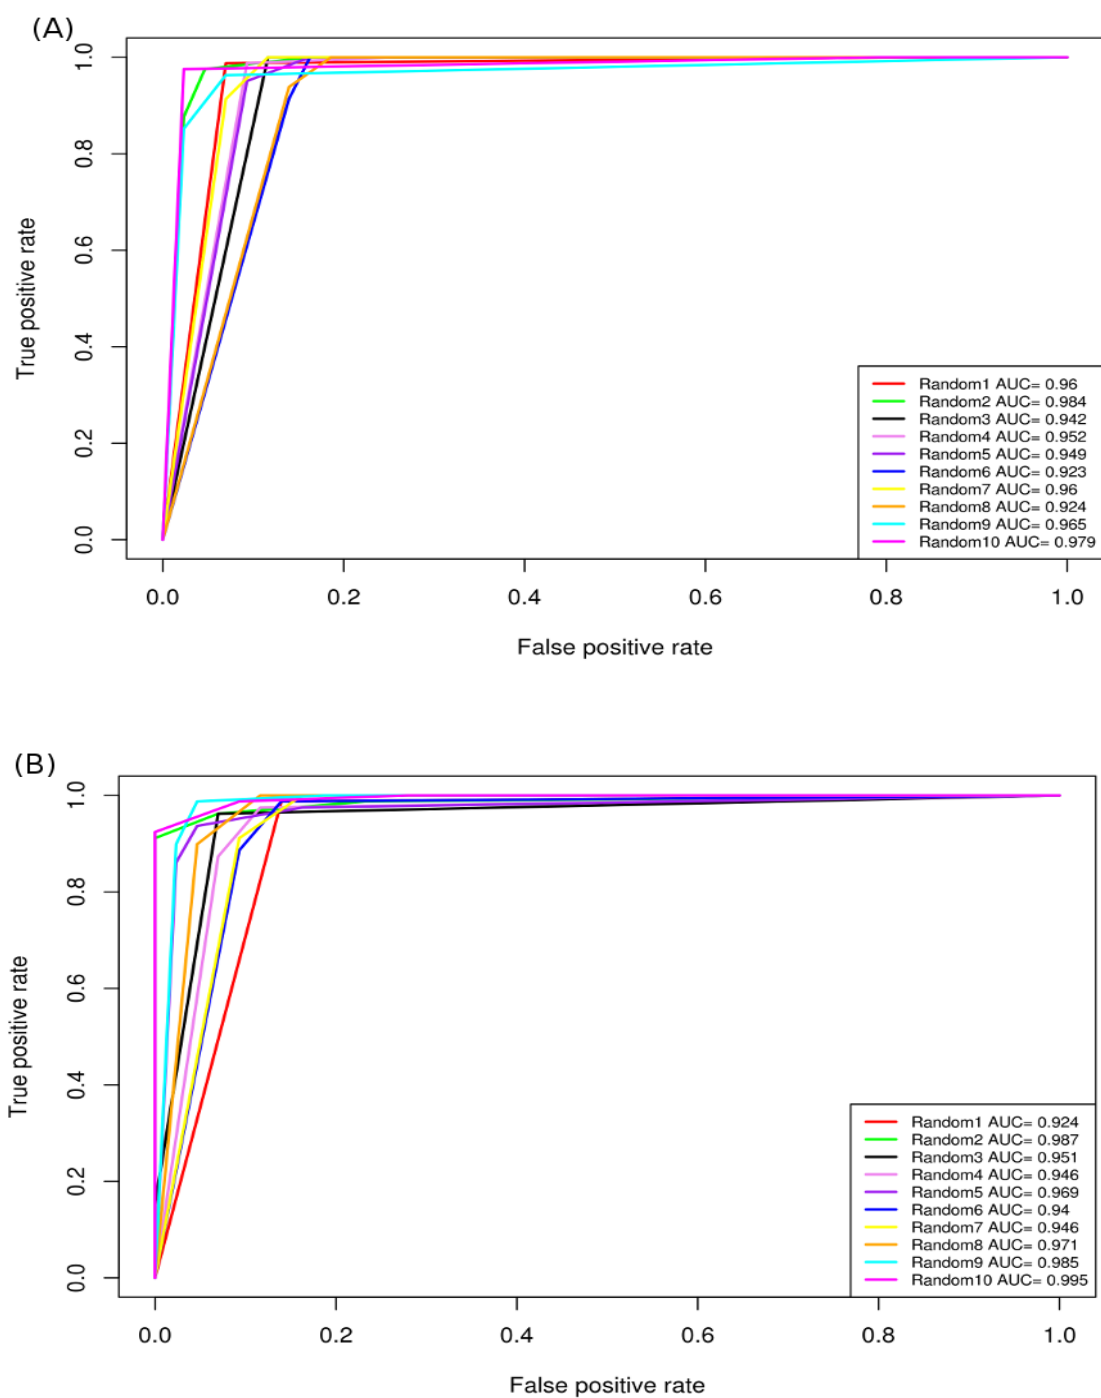 (A)
1.0
0.8
0.6
0.4
0.2
0.0
True positive rate
Random1 AUC= 0.96
Random2 AUC= 0.984
Random3 AUC= 0.942
Random4 AUC= 0.952
Random5 AUC= 0.949
Random6 AUC= 0.923
Random7 AUC= 0.96
Random8 AUC= 0.924
Random9 AUC= 0.965
Random10 AUC= 0.979
0.0 0.2 0.4 0.6 0.8 1.0
False positive rate
(B)
1.0
0.8
0.6
0.4
0.2
0.0
True positive rate
Random1 AUC= 0.924
Random2 AUC= 0.987
Random3 AUC= 0.951
Random4 AUC= 0.946
Random5 AUC= 0.969
Random6 AUC= 0.94
Random7 AUC= 0.946
Random8 AUC= 0.971
Random9 AUC= 0.985
Random10 AUC= 0.995
0.0 0.2 0.4 0.6 0.8 1.0
False positive rate